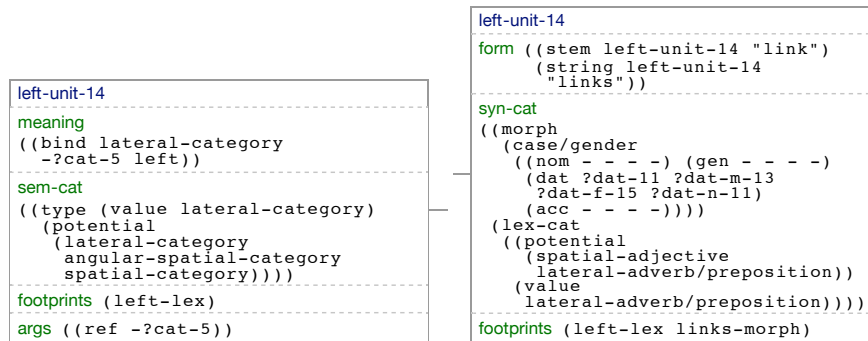 left-unit-14
meaning
((bind lateral-category
-?cat-5 left))
sem-cat
((type (value lateral-category)
(potential
(lateral-category
angular-spatial-category
spatial-category))))
footprints (left-lex)
args ((ref -?cat-5))
left-unit-14
form ((stem left-unit-14 "link")
(string left-unit-14
"links"))
syn-cat
((morph
(case/gender
((nom - - - -) (gen - - - -)
(dat ?dat-11 ?dat-m-13
?dat-f-15 ?dat-n-11)
(acc - - - -))))
(lex-cat
((potential
(spatial-adjective
lateral-adverb/preposition))
(value
lateral-adverb/preposition))))
footprints (left-lex links-morph)